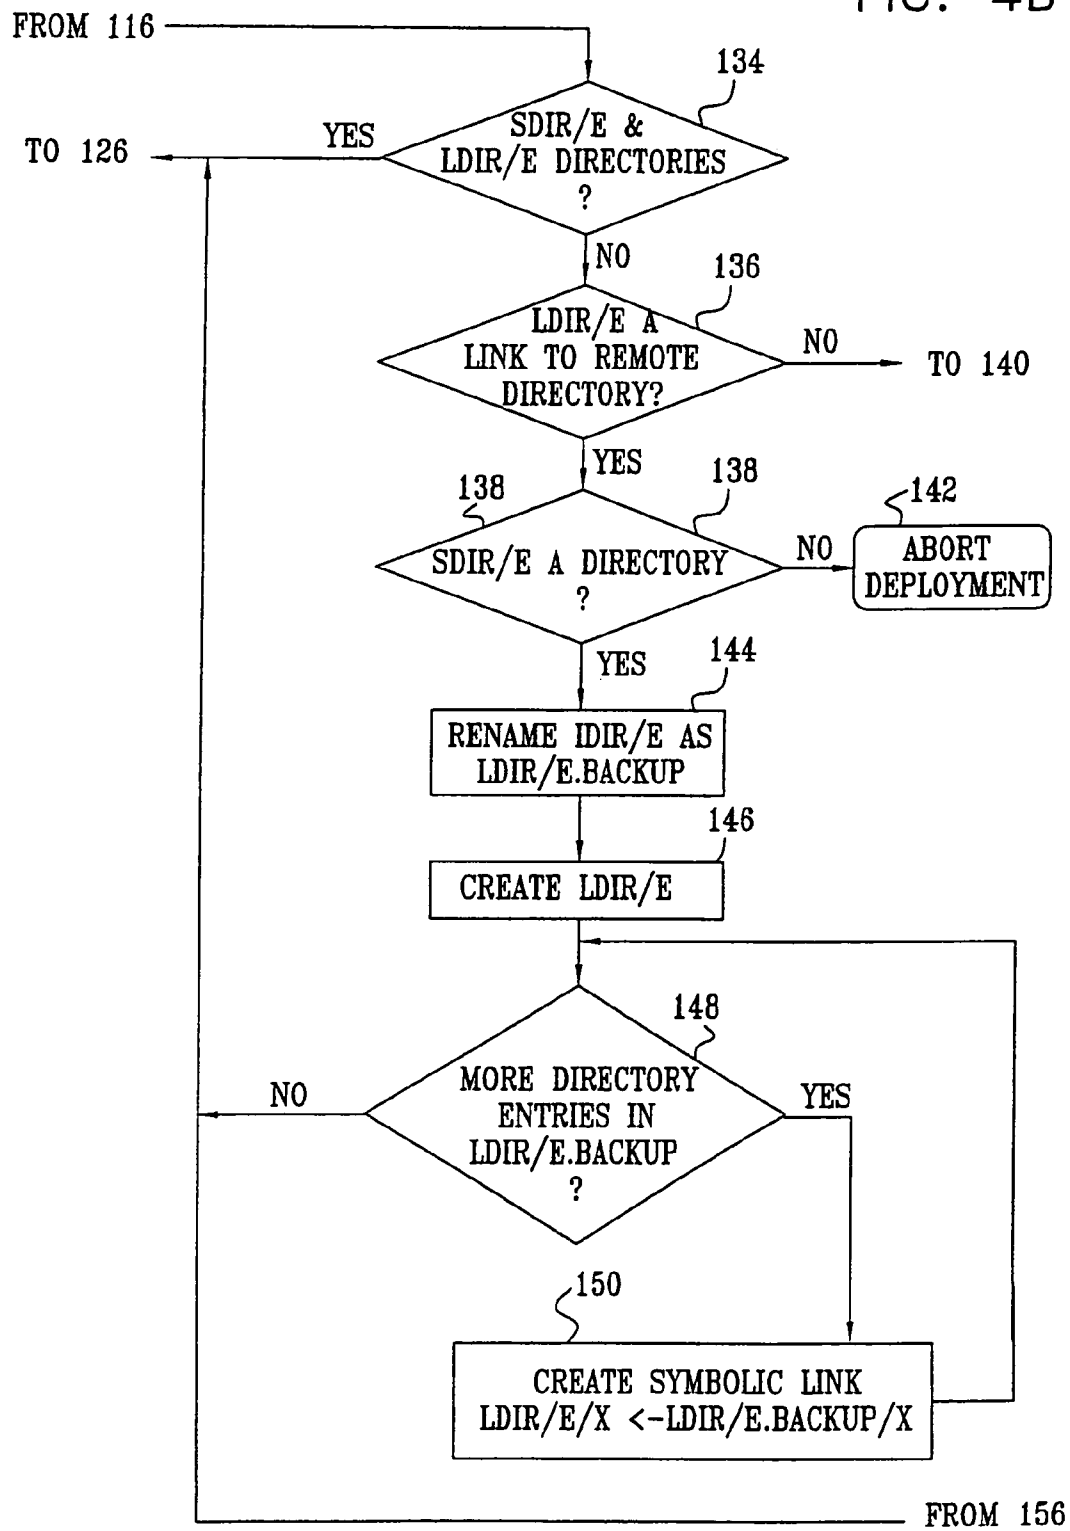 FIG. 4B
FROM 116
134
SDIR/E &
LDIR/E DIRECTORIES
?
YES
TO 126
NO
136
LDIR/E A
LINK TO REMOTE
DIRECTORY?
NO
TO 140
YES
138
138
SDIR/E A DIRECTORY
?
NO
142
ABORT
DEPLOYMENT
YES
144
RENAME IDIR/E AS
LDIR/E.BACKUP
146
CREATE LDIR/E
148
MORE DIRECTORY
ENTRIES IN
LDIR/E.BACKUP
?
NO
YES
150
CREATE SYMBOLIC LINK
LDIR/E/X <-LDIR/E.BACKUP/X
FROM 156